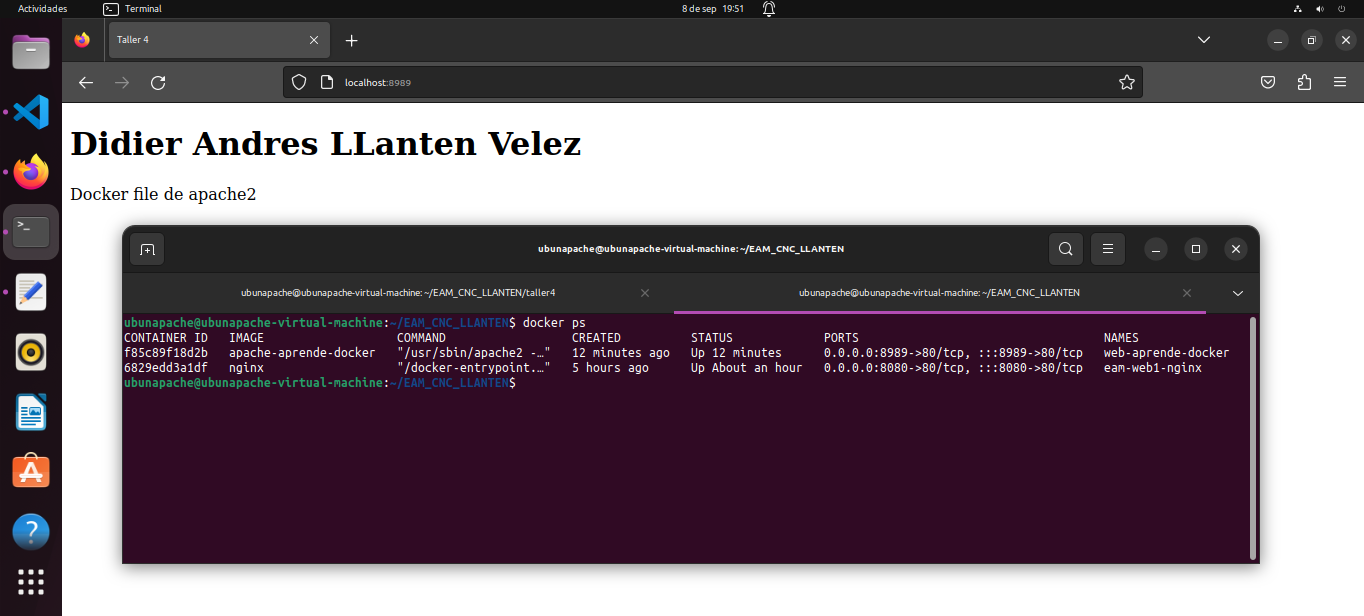 Actividades Terminal 8 de sep 19:51
Taller 4
localhost:8989
Didier Andres LLanten Velez
Docker file de apache2
ubunapache@ubunapache-virtual-machine: ~/EAM_CNC_LLANTEN
ubunapache@ubunapache-virtual-machine: ~/EAM_CNC_LLANTEN/taller4 ubunapache@ubunapache-virtual-machine: ~/EAM_CNC_LLANTEN
ubunapache@ubunapache-virtual-machine:~/EAM_CNC_LLANTEN$ docker ps
CONTAINER ID IMAGE COMMAND CREATED STATUS PORTS NAMES
f85c89f18d2b apache-aprende-docker "/usr/sbin/apache2 -…" 12 minutes ago Up 12 minutes 0.0.0.0:8989->80/tcp, :::8989->80/tcp web-aprende-docker
6829edd3a1df nginx "/docker-entrypoint.…" 5 hours ago Up About an hour 0.0.0.0:8080->80/tcp, :::8080->80/tcp eam-web1-nginx
ubunapache@ubunapache-virtual-machine:~/EAM_CNC_LLANTEN$